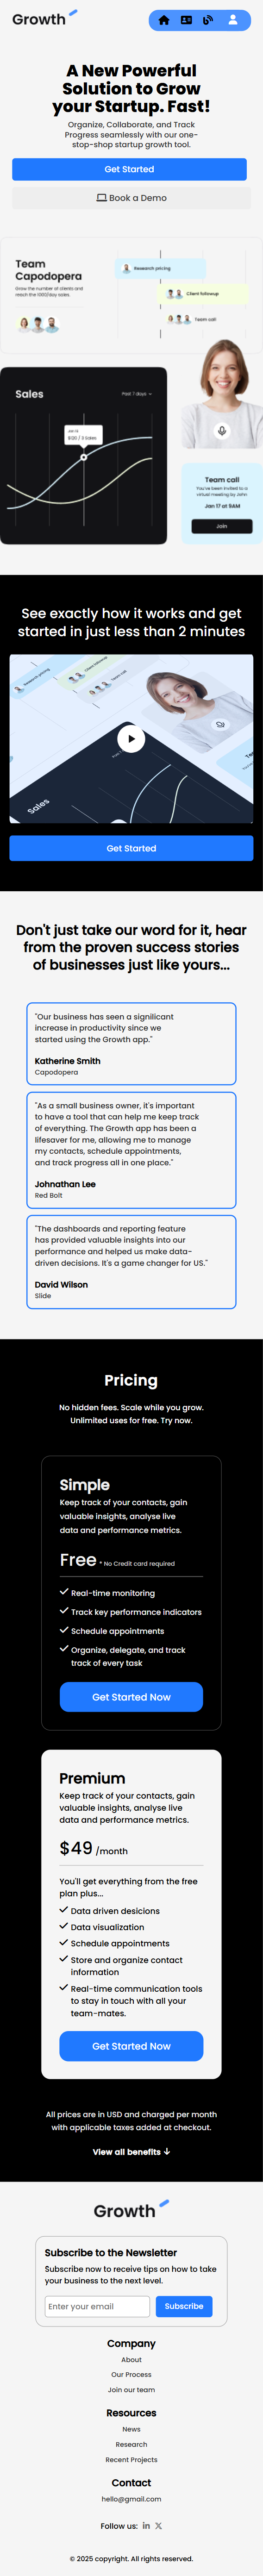 Growth
A New Powerful
Solution to Grow
your Startup. Fast!
Organize, Collaborate, and Track
Progress seamlessly with our one-
stop-shop startup growth tool.
Get Started
Book a Demo
Team
Capodopera
Grow the number of clients and
reach the 1000/day sales.
Research pricing
Client followup
Team call
Sales
Past 7 days
Jun 14
$120 / 3 Sales
Team call
You've been invited to a
virtual meeting by John
Jan 17 at 9AM
Join
See exactly how it works and get
started in just less than 2 minutes
Research pricing
Client followup
Sales
Get Started
Don't just take our word for it, hear
from the proven success stories
of businesses just like yours...
"Our business has seen a significant
increase in productivity since we
started using the Growth app."
Katherine Smith
Capodopera
"As a small business owner, it's important
to have a tool that can help me keep track
of everything. The Growth app has been a
lifesaver for me, allowing me to manage
my contacts, schedule appointments,
and track progress all in one place."
Johnathan Lee
Red Bolt
"The dashboards and reporting feature
has provided valuable insights into our
performance and helped us make data-
driven decisions. It's a game changer for US."
David Wilson
Slide
Pricing
No hidden fees. Scale while you grow.
Unlimited uses for free. Try now.
Simple
Keep track of your contacts, gain
valuable insights, analyse live
data and performance metrics.
Free * No Credit card required
Real-time monitoring
Track key performance indicators
Schedule appointments
Organize, delegate, and track
track of every task
Get Started Now
Premium
Keep track of your contacts, gain
valuable insights, analyse live
data and performance metrics.
$49 /month
You'll get everything from the free
plan plus...
Data driven desicions
Data visualization
Schedule appointments
Store and organize contact
information
Real-time communication tools
to stay in touch with all your
team-mates.
Get Started Now
All prices are in USD and charged per month
with applicable taxes added at checkout.
View all benefits ↓
Growth
Subscribe to the Newsletter
Subscribe now to receive tips on how to take
your business to the next level.
Enter your email
Subscribe
Company
About
Our Process
Join our team
Resources
News
Research
Recent Projects
Contact
hello@gmail.com
Follow us:
© 2025 copyright. All rights reserved.